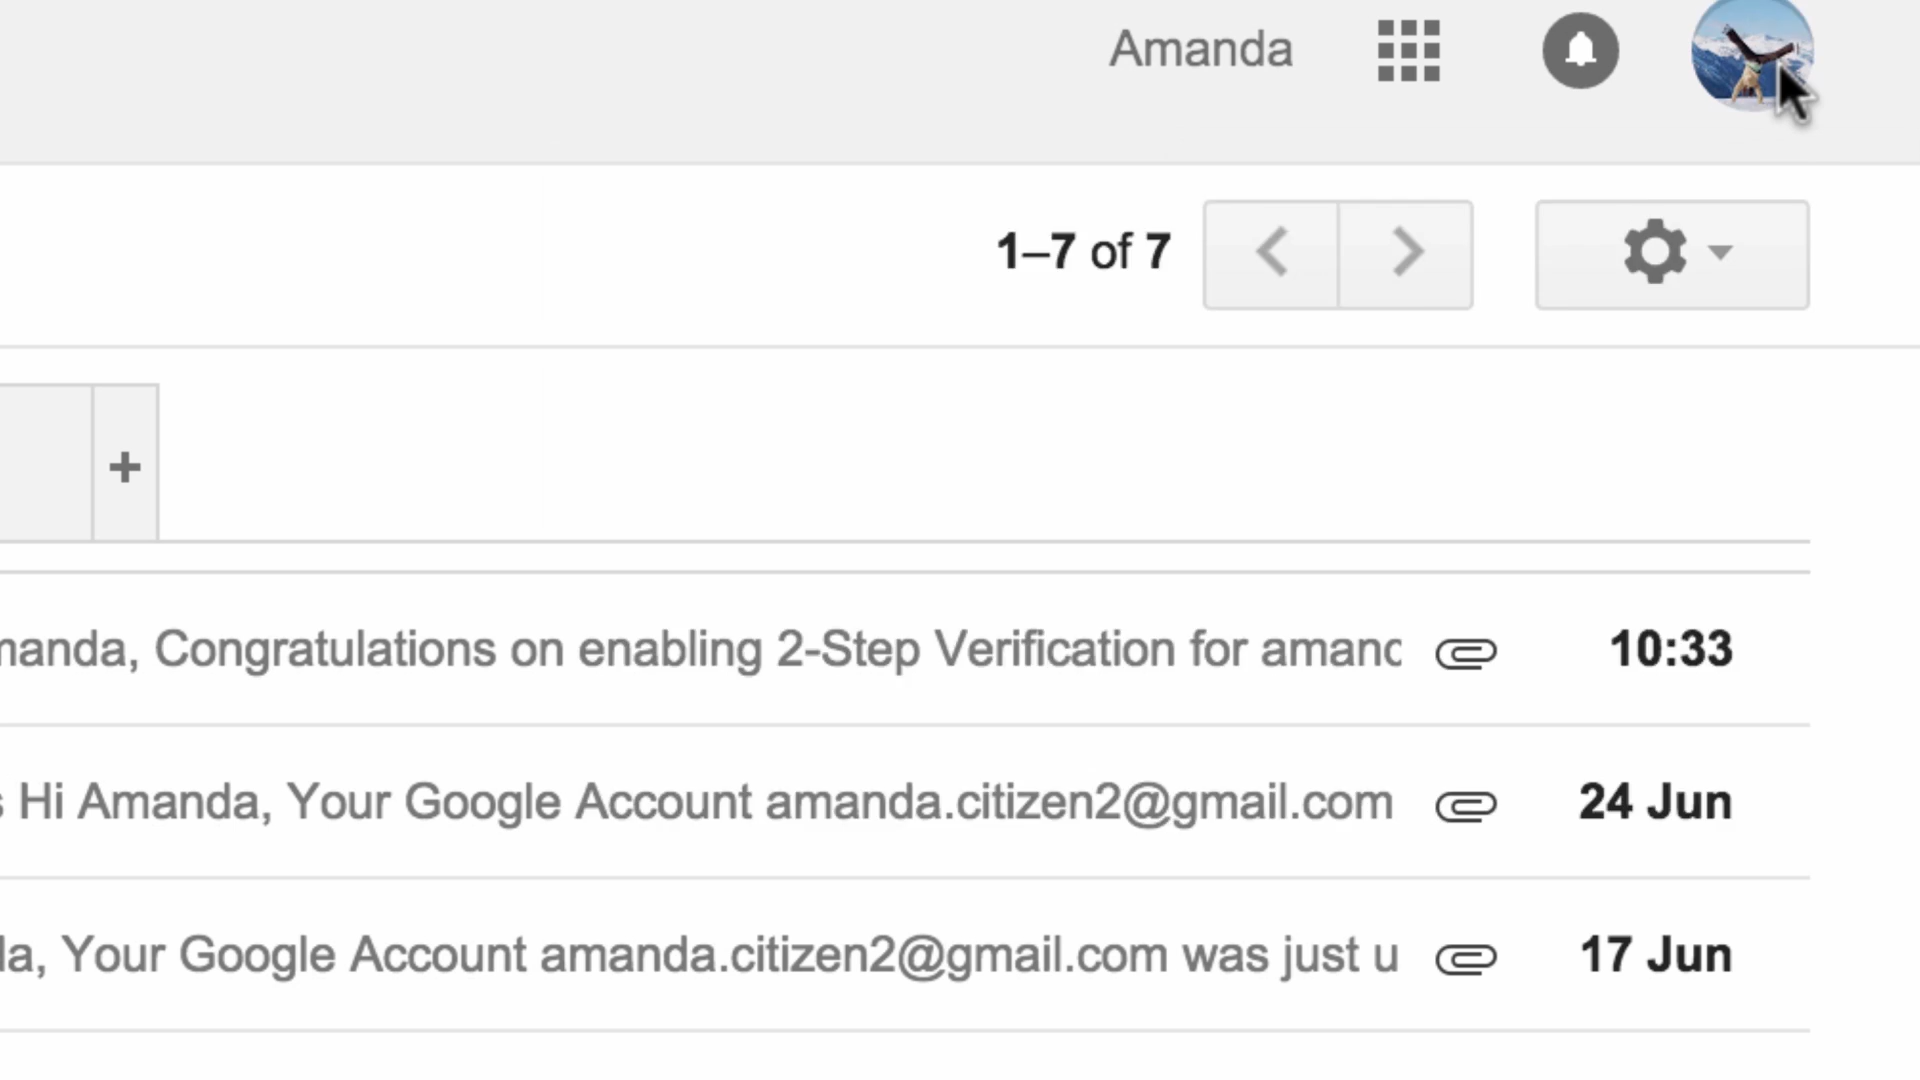 Amanda
1–7 of 7
+
manda, Congratulations on enabling 2-Step Verification for amanc 10:33
s Hi Amanda, Your Google Account amanda.citizen2@gmail.com 24 Jun
la, Your Google Account amanda.citizen2@gmail.com was just u 17 Jun